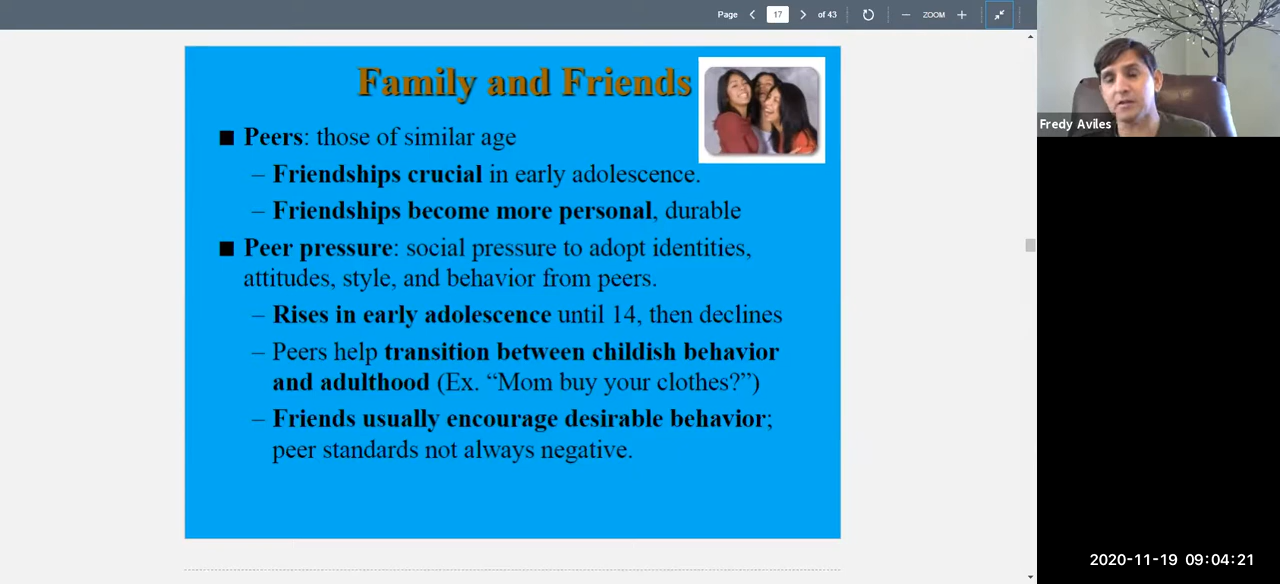 Page 17 of 43 ZOOM
Family and Friends
■ Peers: those of similar age
– Friendships crucial in early adolescence.
– Friendships become more personal, durable
■ Peer pressure: social pressure to adopt identities,
attitudes, style, and behavior from peers.
– Rises in early adolescence until 14, then declines
– Peers help transition between childish behavior
and adulthood (Ex. “Mom buy your clothes?”)
– Friends usually encourage desirable behavior;
peer standards not always negative.
Fredy Aviles
2020-11-19 09:04:21